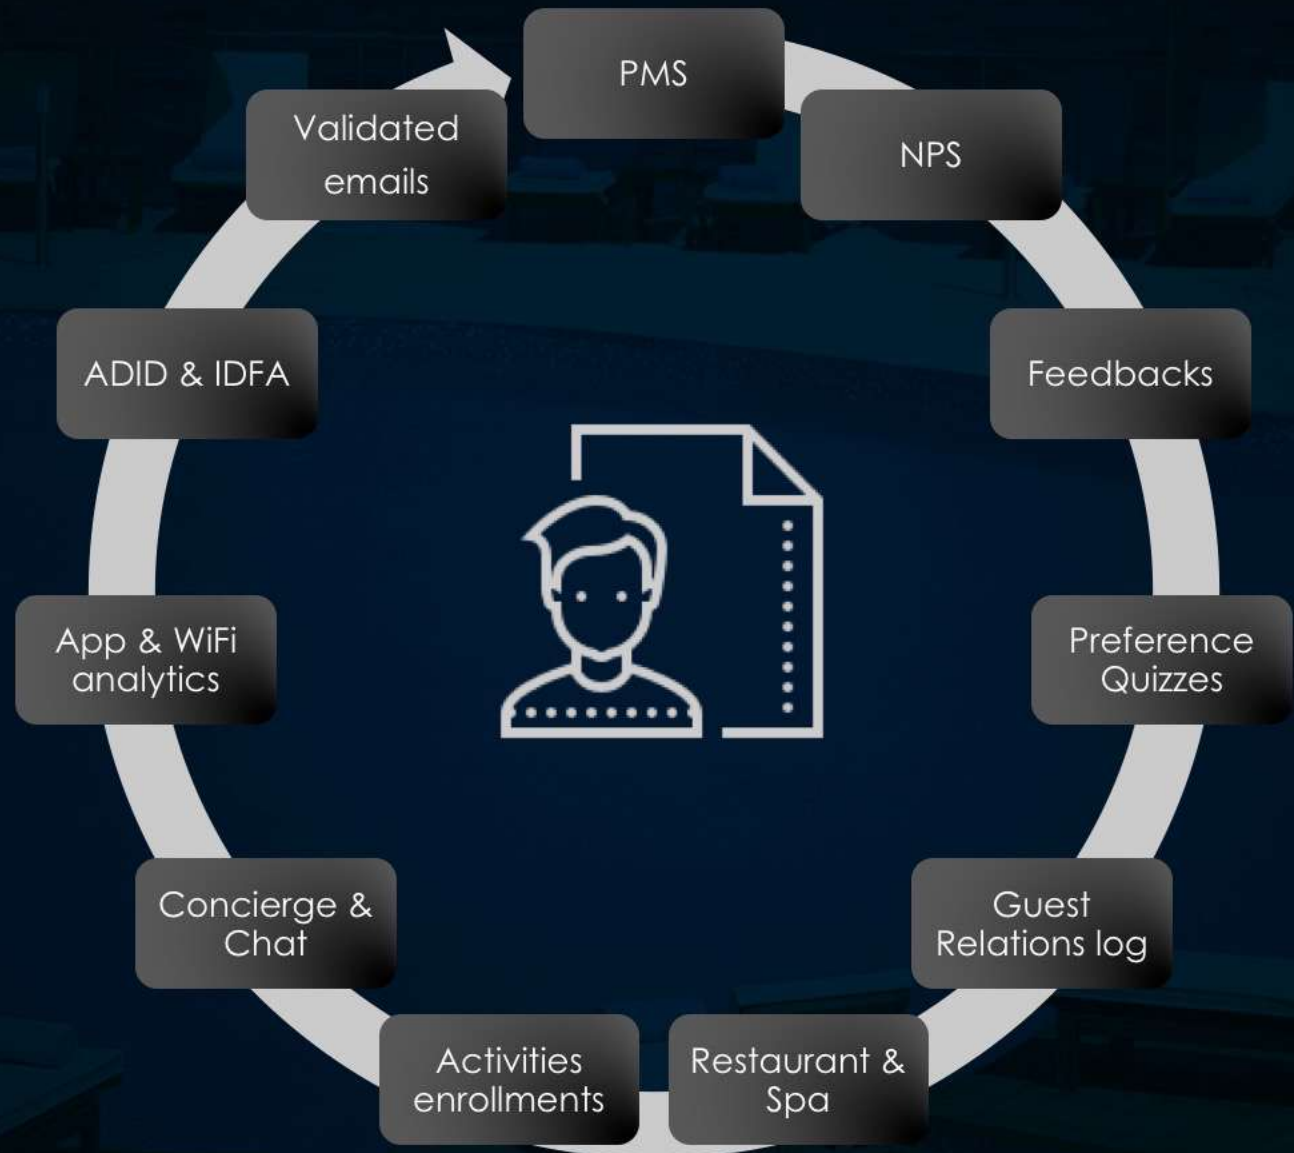 PMS
NPS
Feedbacks
Preference
Quizzes
Guest
Relations log
Restaurant &
Spa
Activities
enrollments
Concierge &
Chat
App & WiFi
analytics
ADID & IDFA
Validated
emails